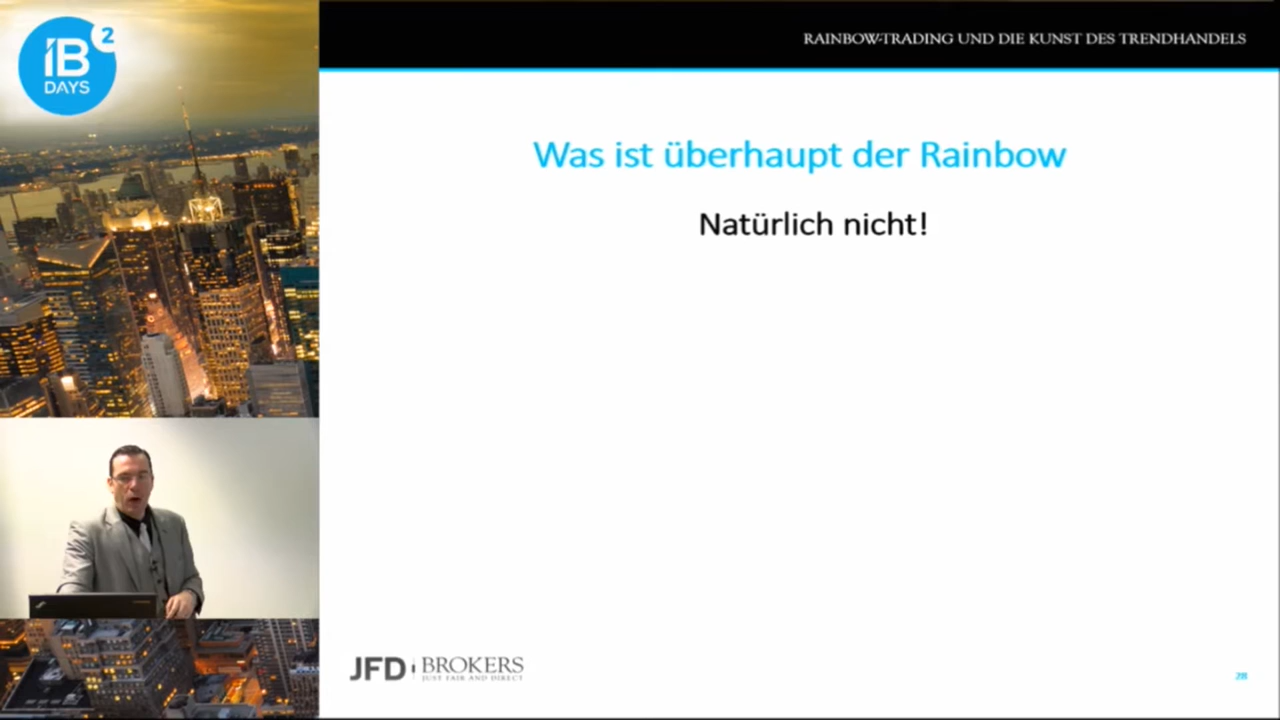 iB²
DAYS
RAINBOW-TRADING UND DIE KUNST DES TRENDHANDELS
Was ist überhaupt der Rainbow
Natürlich nicht!
JFD BROKERS
JUST FAIR AND DIRECT